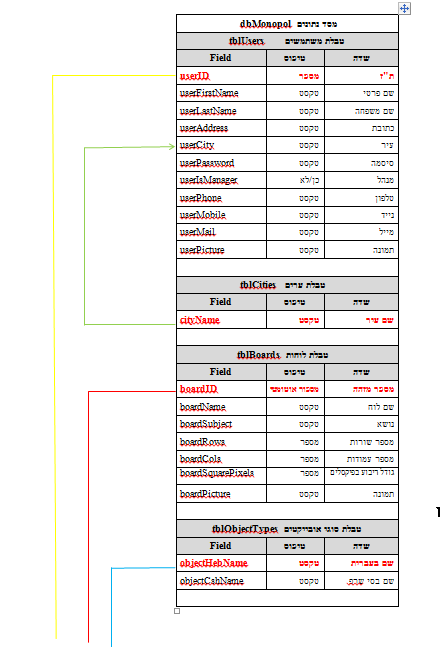 מסד נתונים dbMonopol
טבלת משתמשים tblUsers
שדה טיפוס Field
ת"ז מספר userID
שם פרטי טקסט userFirstName
שם משפחה טקסט userLastName
כתובת טקסט userAddress
עיר טקסט userCity
סיסמה טקסט userPassword
מנהל כן/לא userIsManager
טלפון טקסט userPhone
נייד טקסט userMobile
מייל טקסט userMail
תמונה טקסט userPicture
טבלת ערים tblCities
שדה טיפוס Field
שם עיר טקסט cityName
טבלת לוחות tblBoards
שדה טיפוס Field
מספר מזהה מספור אוטומטי boardID
שם לוח טקסט boardName
נושא טקסט boardSubject
מספר שורות מספר boardRows
מספר עמודות מספר boardCols
גודל ריבוע בפיקסלים מספר boardSquarePixels
תמונה טקסט boardPicture
טבלת סוגי אובייקטים tblObjectTypes
שדה טיפוס Field
שם בעברית טקסט objectHebName
שם בסי שרפ טקסט objectCshName